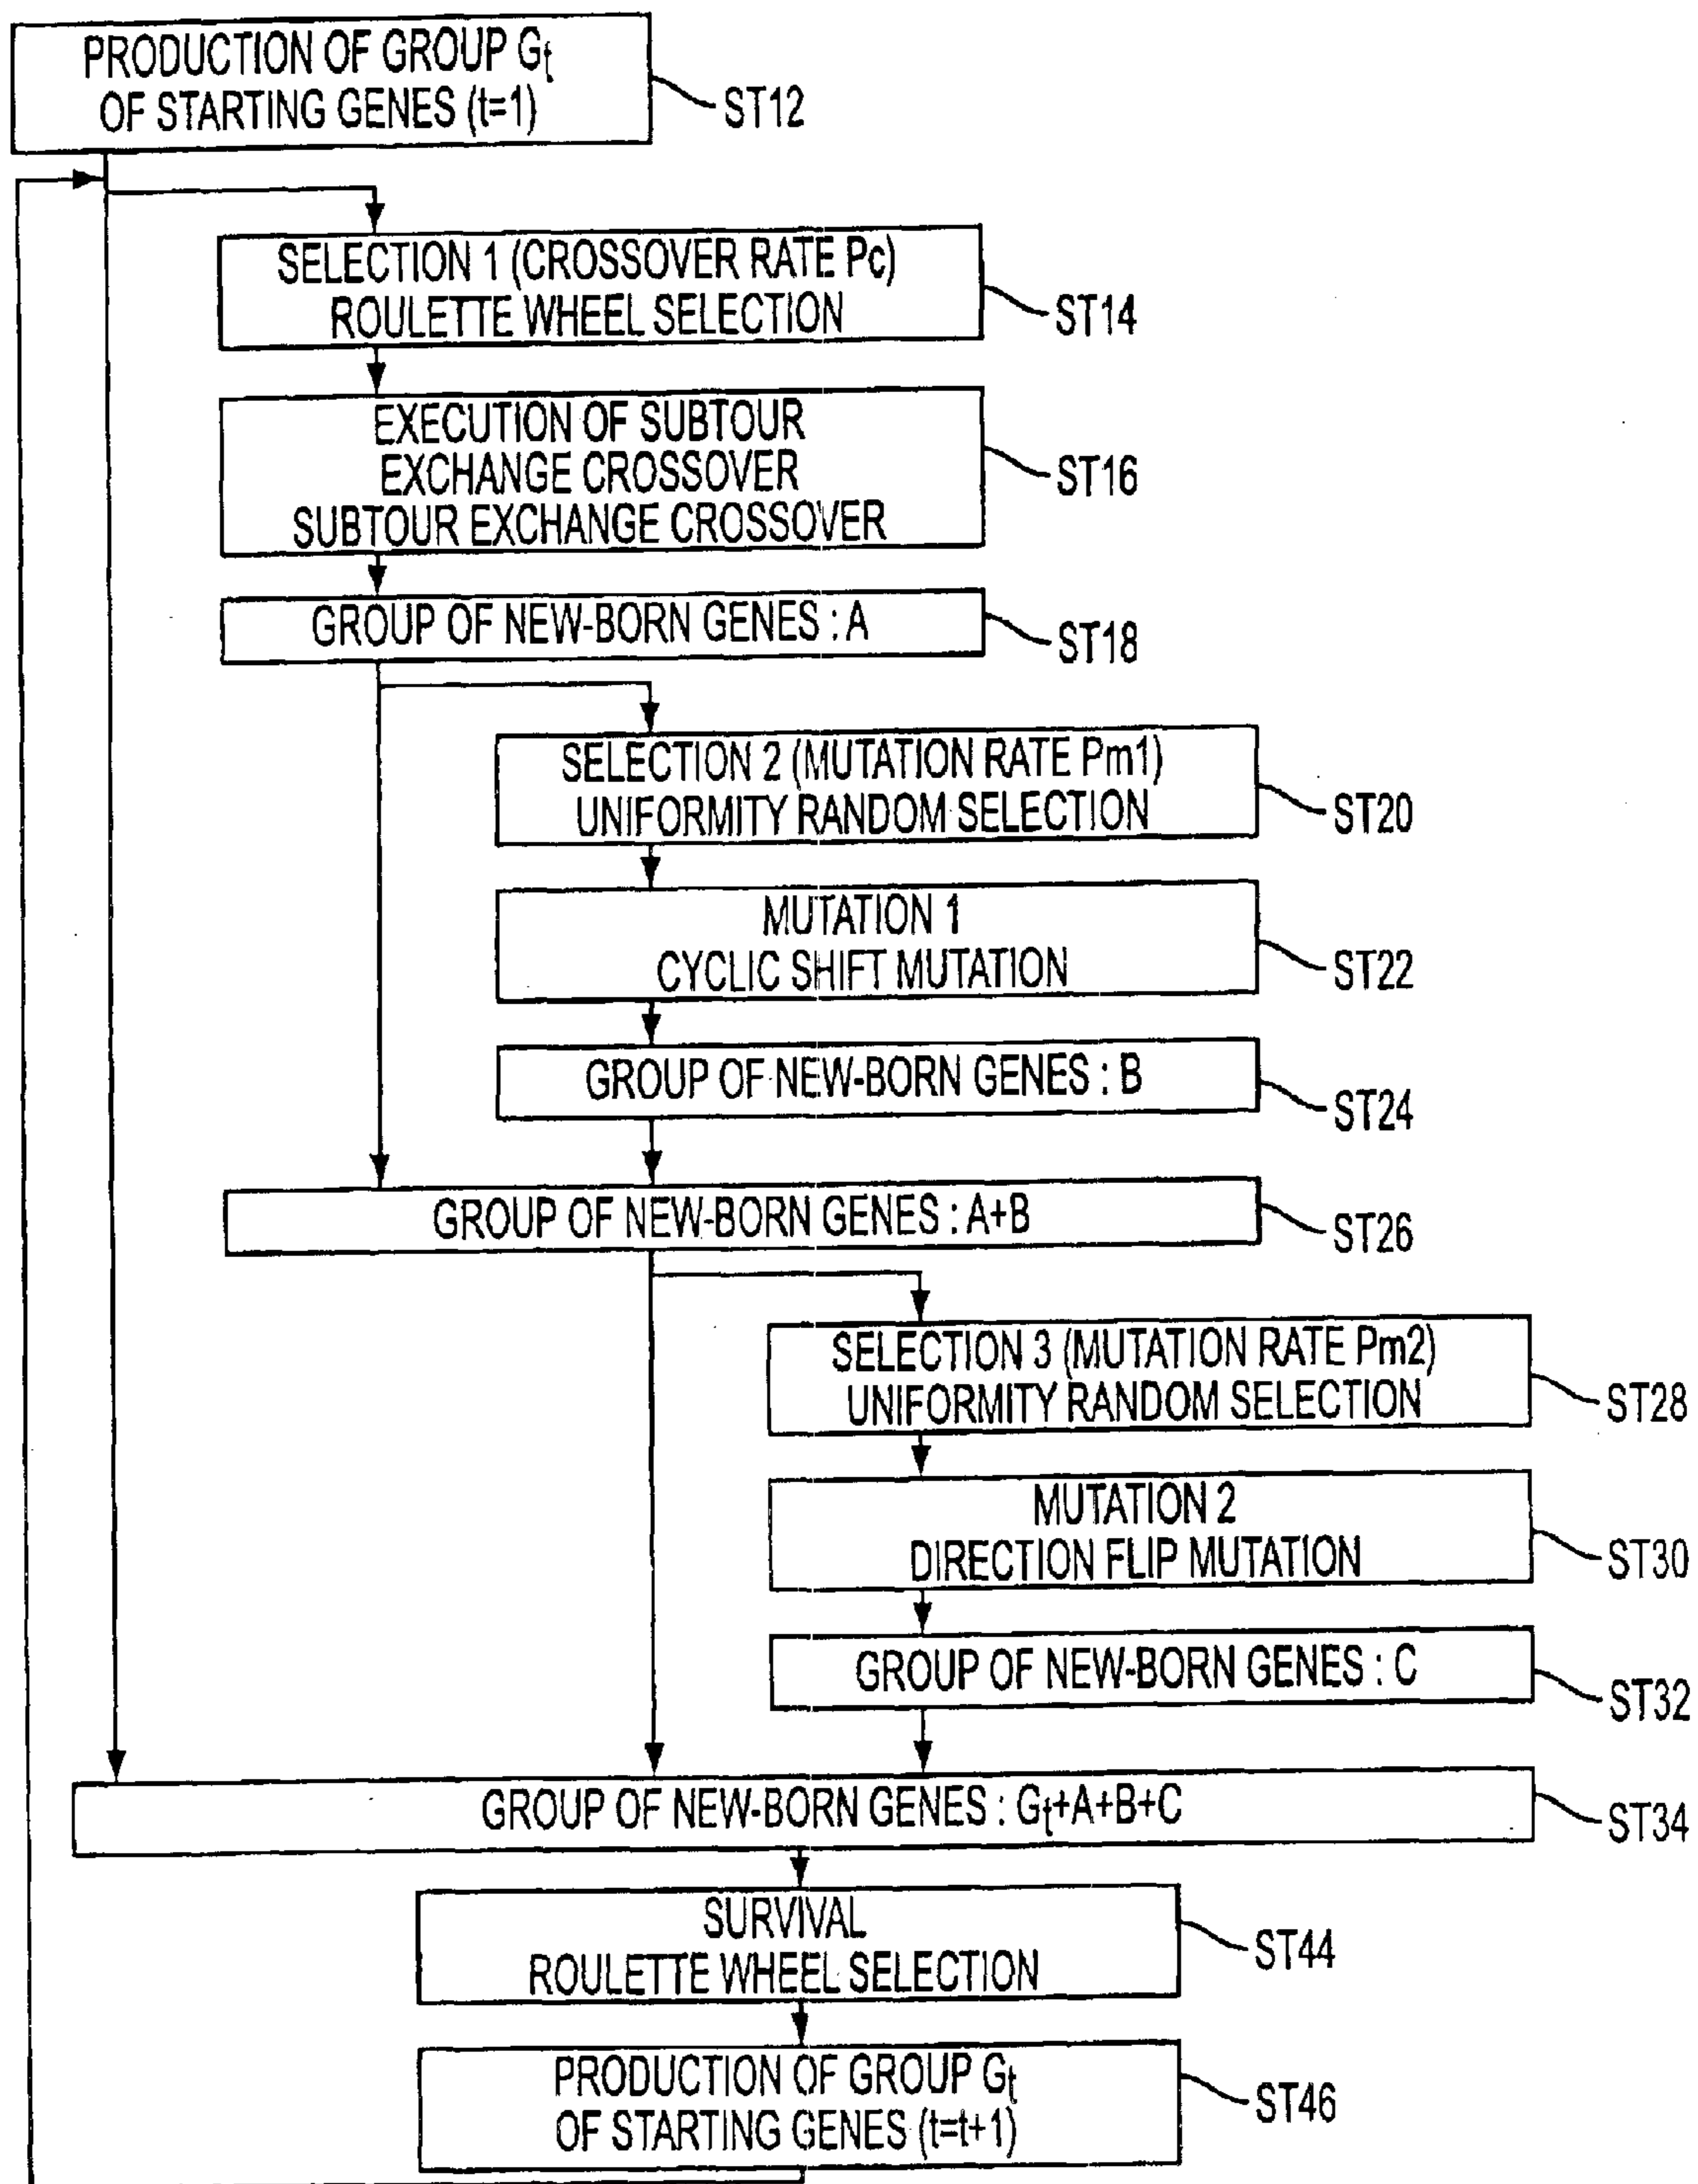 PRODUCTION OF GROUP Gt
OF STARTING GENES (t=1)
ST12
SELECTION 1 (CROSSOVER RATE Pc)
ROULETTE WHEEL SELECTION
ST14
EXECUTION OF SUBTOUR
EXCHANGE CROSSOVER
SUBTOUR EXCHANGE CROSSOVER
ST16
GROUP OF NEW-BORN GENES : A
ST18
SELECTION 2 (MUTATION RATE Pm1)
UNIFORMITY RANDOM SELECTION
ST20
MUTATION 1
CYCLIC SHIFT MUTATION
ST22
GROUP OF NEW-BORN GENES : B
ST24
GROUP OF NEW-BORN GENES : A+B
ST26
SELECTION 3 (MUTATION RATE Pm2)
UNIFORMITY RANDOM SELECTION
ST28
MUTATION 2
DIRECTION FLIP MUTATION
ST30
GROUP OF NEW-BORN GENES : C
ST32
GROUP OF NEW-BORN GENES : Gt+A+B+C
ST34
SURVIVAL
ROULETTE WHEEL SELECTION
ST44
PRODUCTION OF GROUP Gt
OF STARTING GENES (t=t+1)
ST46